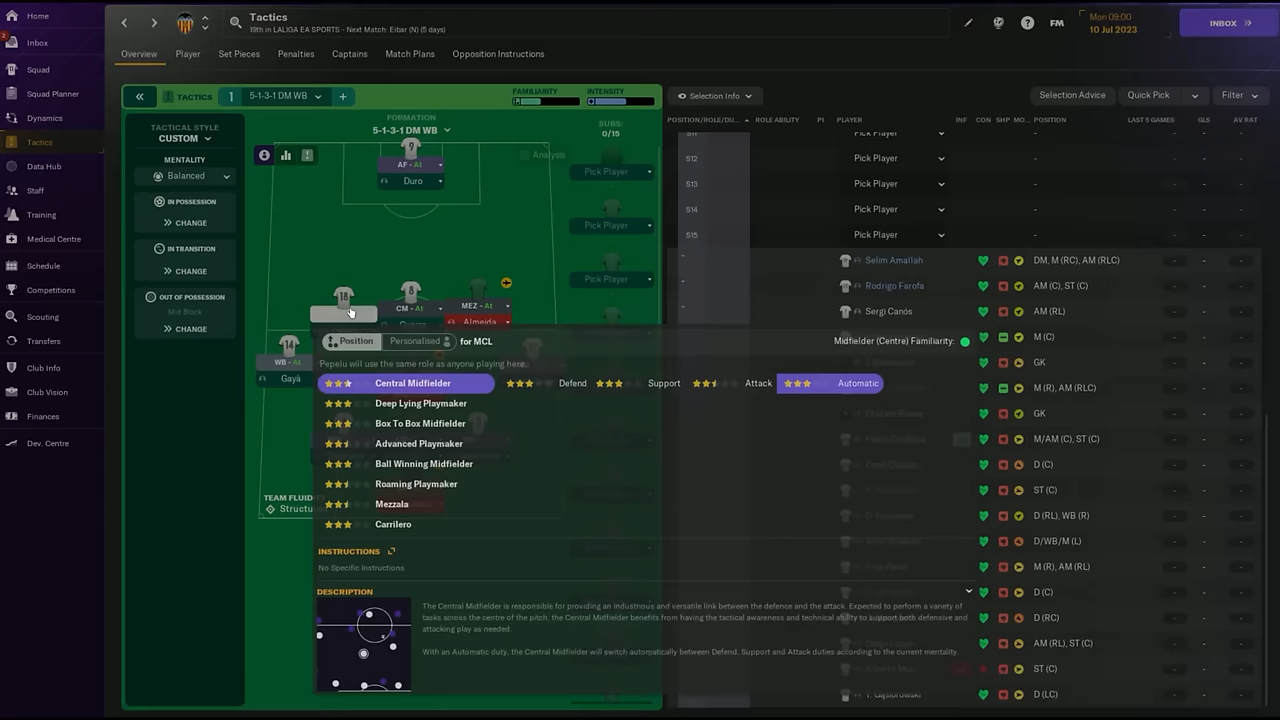 Home
Tactics
19th in LALIGA EA SPORTS - Next Match: Eibar (N) (5 days)
FM
Mon 09:00
10 Jul 2023
INBOX
2
Inbox
Squad
Squad Planner
Dynamics
Tactics
Data Hub
Staff
Training
Medical Centre
Schedule
Competitions
Scouting
Transfers
Club Info
Club Vision
Finances
Dev. Centre
Overview
Player
Set Pieces
Penalties
Captains
Match Plans
Opposition Instructions
TACTICS
1
5-1-3-1 DM WB
FAMILIARITY
INTENSITY
Selection Info
Selection Advice
Quick Pick
Filter
TACTICAL STYLE
CUSTOM
MENTALITY
Balanced
IN POSSESSION
CHANGE
IN TRANSITION
CHANGE
OUT OF POSSESSION
Mid Block
CHANGE
FORMATION
5-1-3-1 DM WB
SUBS:
0/15
Analysis
9
AF - At
Duro
Pick Player
Pick Player
Pick Player
18
8
CM - At
MEZ - At
Almeida
14
WB - At
Gayà
TEAM FLUIDI
Structu
POSITION/ROLE/DU...
ROLE ABILITY
PI
PLAYER
INF
CON
SHP
MO...
POSITION
LAST 5 GAMES
GLS
AV RAT
S11 Pick Player
S12 Pick Player
S13 Pick Player
S14 Pick Player
S15 Pick Player
Selim Amallah DM, M (RC), AM (RLC)
Rodrigo Farofa AM (C), ST (C)
Sergi Canós AM (RL)
M (C)
GK
M (R), AM (RLC)
GK
M/AM (C), ST (C)
D (C)
ST (C)
D (RL), WB (R)
D/WB/M (L)
M (R), AM (RL)
D (C)
D (RC)
AM (RL), ST (C)
ST (C)
D (LC)
Position
Personalised
for MCL
Midfielder (Centre) Familiarity:
Pepelu will use the same role as anyone playing here.
Central Midfielder
Defend
Support
Attack
Automatic
Deep Lying Playmaker
Box To Box Midfielder
Advanced Playmaker
Ball Winning Midfielder
Roaming Playmaker
Mezzala
Carrilero
INSTRUCTIONS
No Specific Instructions
DESCRIPTION
The Central Midfielder is responsible for providing an industrious and versatile link between the defence and the attack. Expected to perform a variety of
tasks across the centre of the pitch, the Central Midfielder benefits from having the tactical awareness and technical ability to support both defensive and
attacking play as needed.
With an Automatic duty, the Central Midfielder will switch automatically between Defend, Support and Attack duties according to the current mentality.